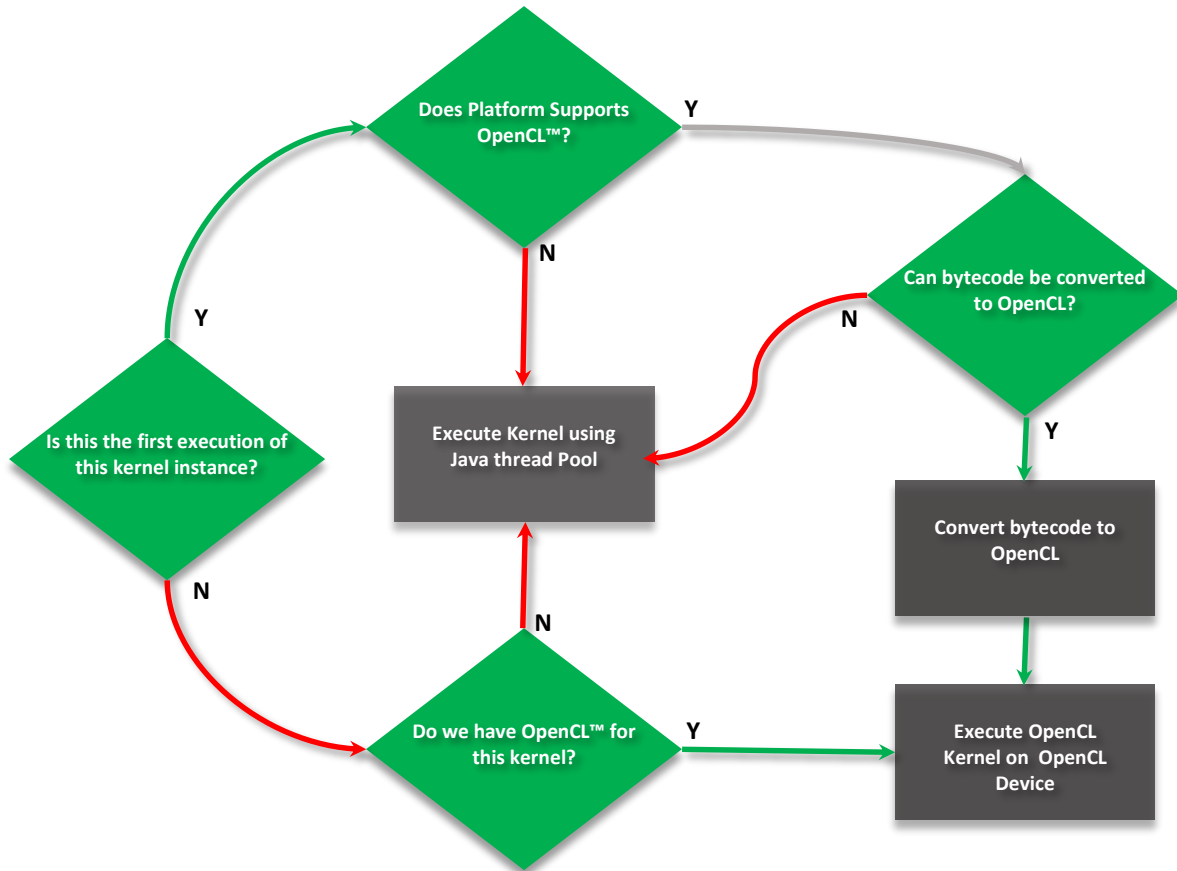 Does Platform Supports
OpenCL™?
Y
N
Can bytecode be converted
to OpenCL?
N
Y
Y
Is this the first execution of
this kernel instance?
N
Execute Kernel using
Java thread Pool
Convert bytecode to
OpenCL
N
Do we have OpenCL™ for
this kernel?
Y
Execute OpenCL
Kernel on OpenCL
Device